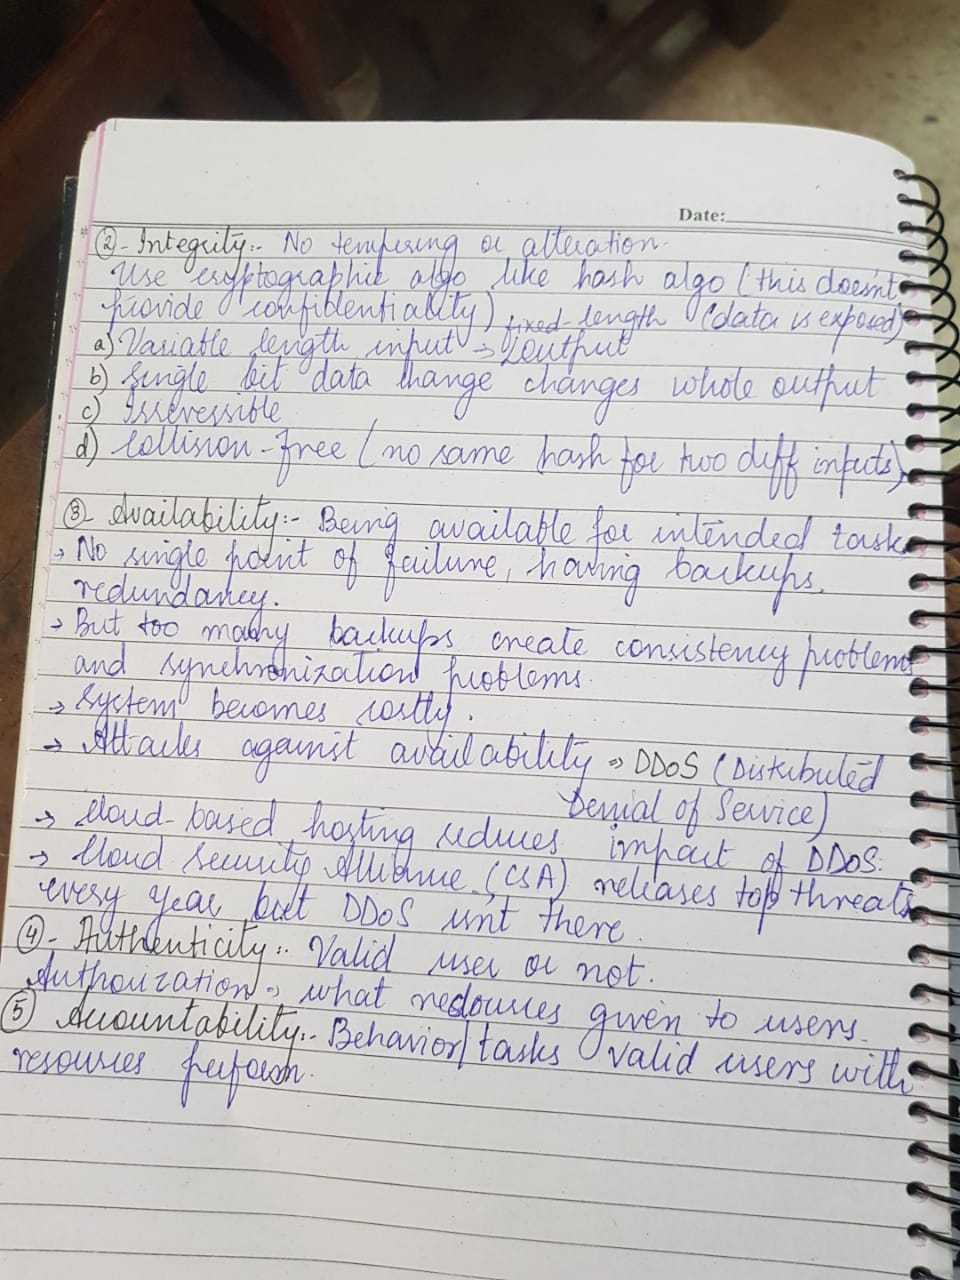 Date:
②- Integrity:- No tempering or alteration.
Use cryptographic algo like hash algo (this doesn't
provide confidentiality) (data is exposed)
a) Variable length input → fixed-length output
b) Single bit data change changes whole output
c) Irreversible
d) Collision-free (no same hash for two diff inputs).
③- Availability:- Being available for intended task
→ No single point of failure, having backups,
redundancy.
→ But too many backups create consistency problems
and synchronization problems.
→ System becomes costly.
→ Attacks against availability ⇒ DDoS (Distributed
Denial of Service)
→ Cloud-based hosting reduces impact of DDoS.
→ Cloud Security Alliance (CSA) releases top threats
every year but DDoS isn't there.
④- Authenticity:- Valid user or not.
Authorization → what resources given to users.
⑤ Accountability:- Behavior/tasks valid users with
resources perform.